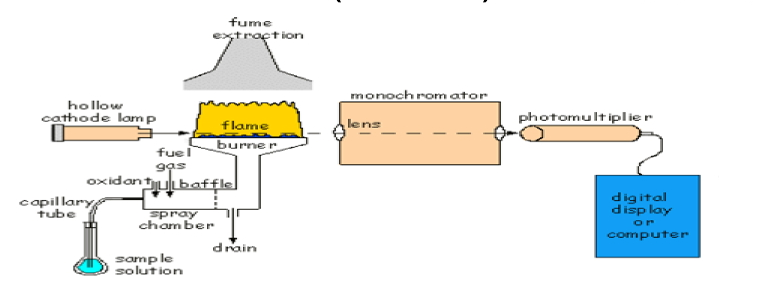 fume
extraction
hollow
cathode lamp
flame
burner
monochromator
lens
photomultiplier
fuel
gas
oxidant
baffle
capillary
tube
spray
chamber
drain
sample
solution
digital
display
or
computer